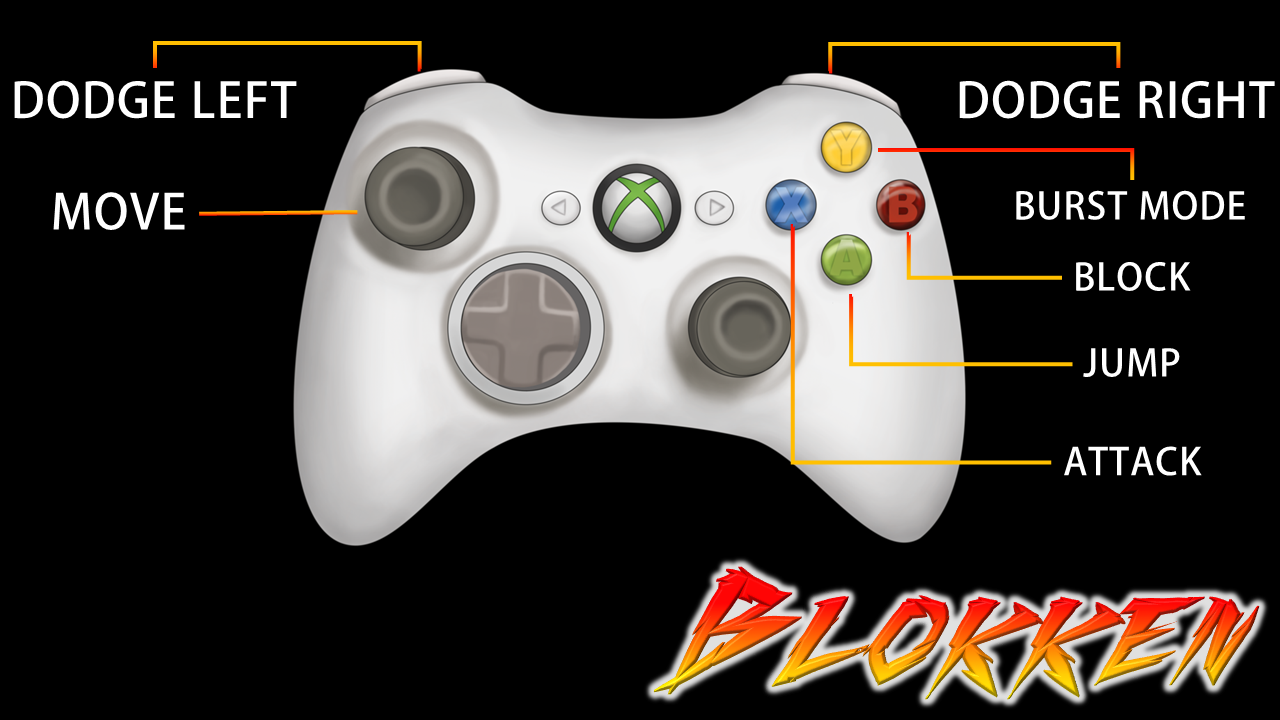 DODGE LEFT
DODGE RIGHT
MOVE
Y
X
B
A
BURST MODE
BLOCK
JUMP
ATTACK
BLOKKEN